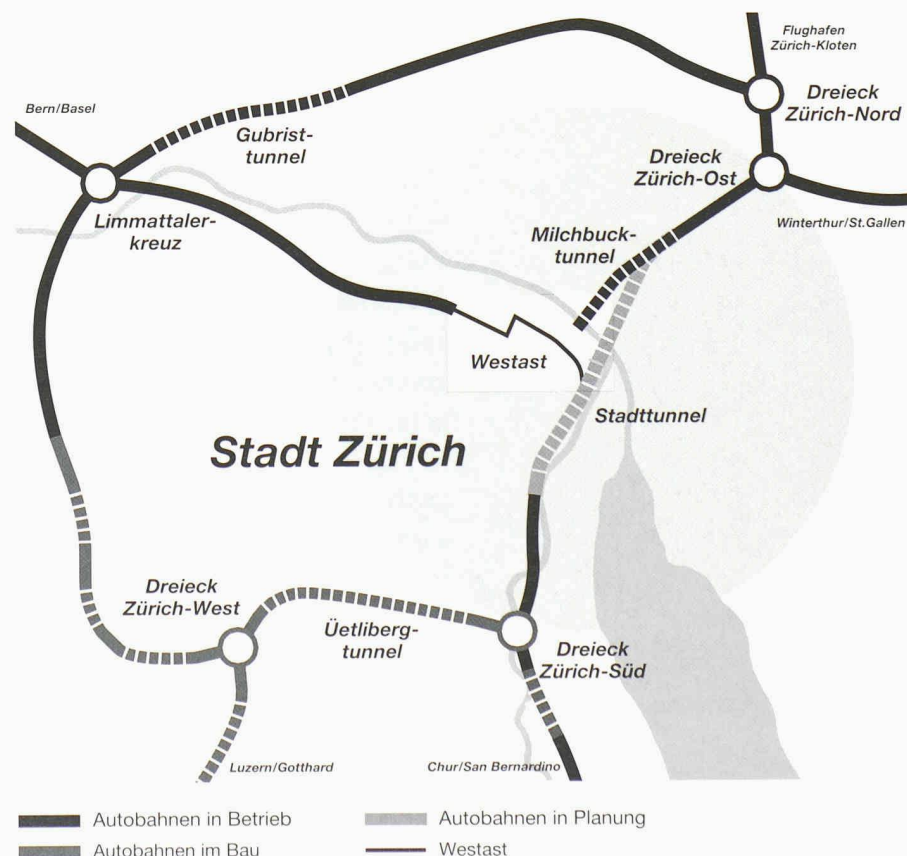 Flughafen
Zürich-Kloten
Dreieck
Zürich-Nord
Bern/Basel
Gubrist-
tunnel
Dreieck
Zürich-Ost
Limmattaler-
kreuz
Winterthur/St.Gallen
Milchbuck-
tunnel
Westast
Stadttunnel
Stadt Zürich
Dreieck
Zürich-West
Üetliberg-
tunnel
Dreieck
Zürich-Süd
Luzern/Gotthard
Chur/San Bernardino
Autobahnen in Betrieb
Autobahnen in Planung
Autobahnen im Bau
Westast